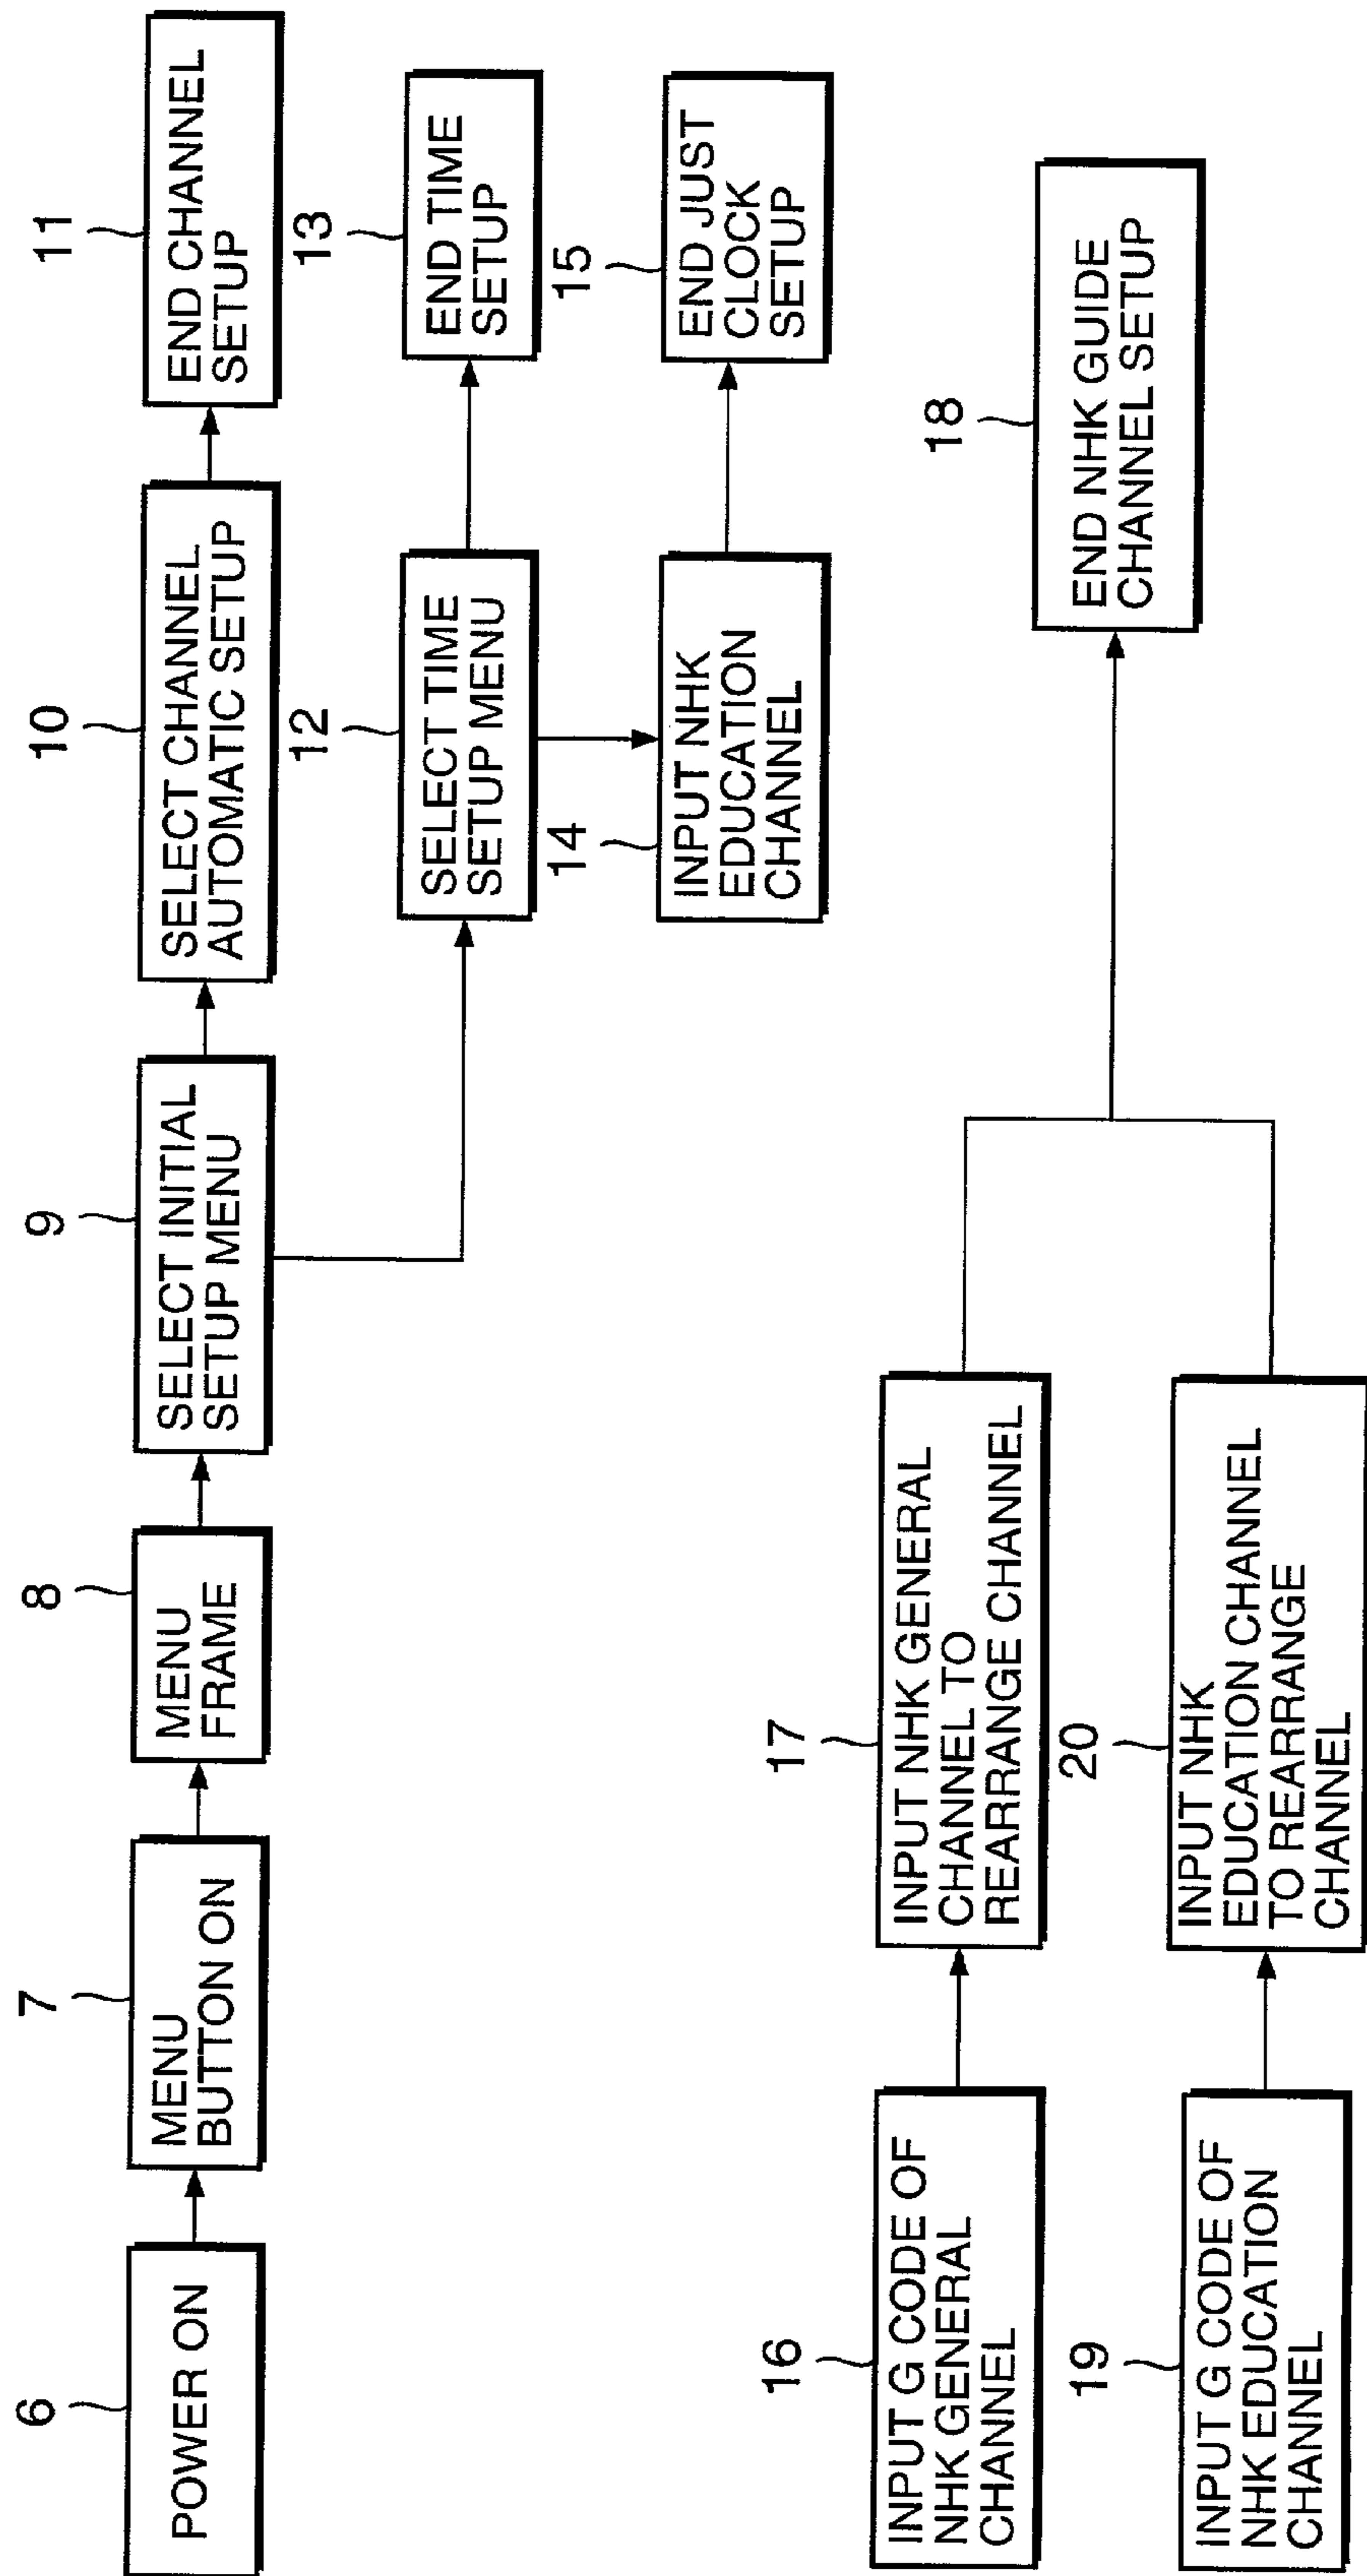 6
POWER ON
7
MENU
BUTTON ON
8
MENU
FRAME
9
SELECT INITIAL
SETUP MENU
10
SELECT CHANNEL
AUTOMATIC SETUP
11
END CHANNEL
SETUP
12
SELECT TIME
SETUP MENU
13
END TIME
SETUP
14
INPUT NHK
EDUCATION
CHANNEL
15
END JUST
CLOCK
SETUP
16
INPUT G CODE OF
NHK GENERAL
CHANNEL
17
INPUT NHK GENERAL
CHANNEL TO
REARRANGE CHANNEL
18
END NHK GUIDE
CHANNEL SETUP
19
INPUT G CODE OF
NHK EDUCATION
CHANNEL
20
INPUT NHK
EDUCATION CHANNEL
TO REARRANGE
CHANNEL